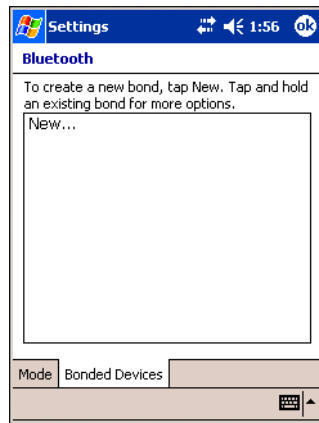 Settings 1:56 ok
Bluetooth
To create a new bond, tap New. Tap and hold
an existing bond for more options.
New...
Mode Bonded Devices